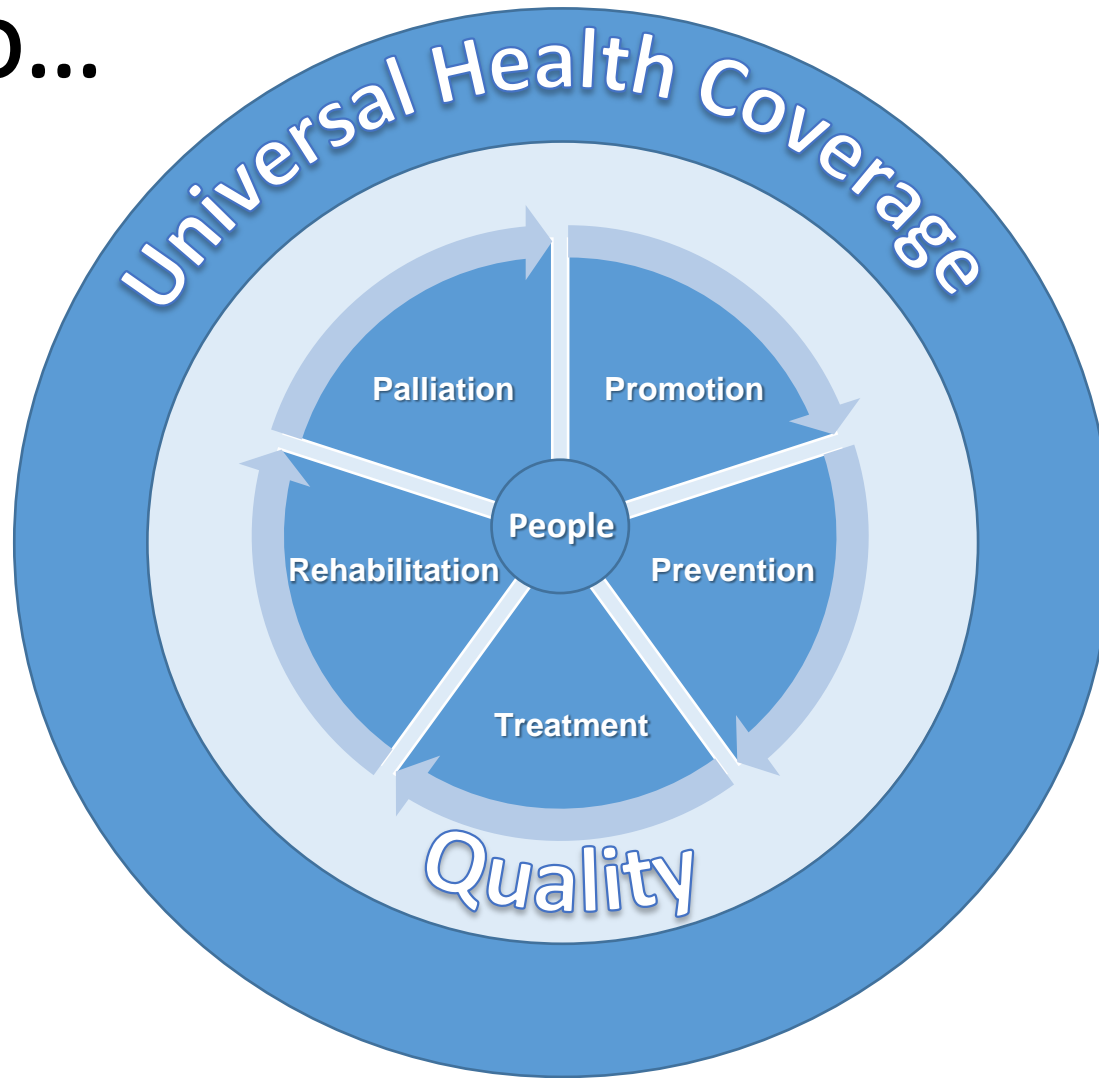 Universal Health Coverage
Palliation
Promotion
People
Rehabilitation
Prevention
Treatment
Quality